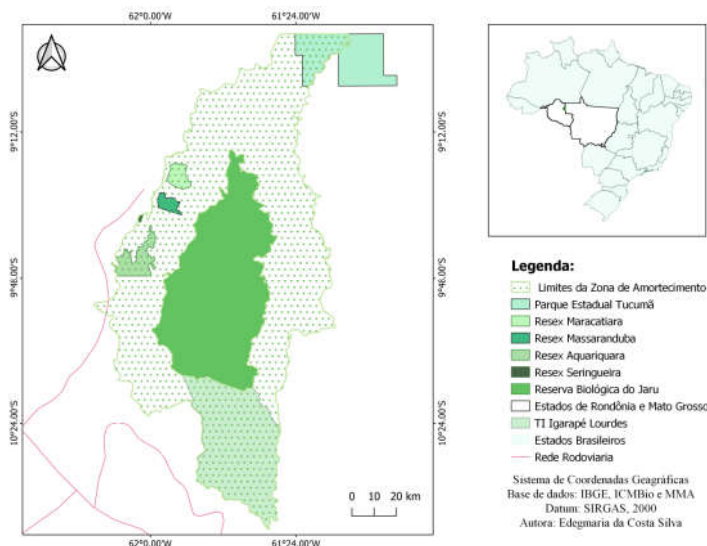 62°0.00'W 61°24.00'W
9°12.00'S 9°12.00'S
9°48.00'S 9°48.00'S
10°24.00'S 10°24.00'S
0 10 20 km
62°0.00'W 61°24.00'W
Legenda:
Limites da Zona de Amortecimento
Parque Estadual Tucumã
Resex Maracatiara
Resex Massaranduba
Resex Aquariquara
Resex Seringueira
Reserva Biológica do Jaru
Estados de Rondônia e Mato Grosso
TI Igarapé Lourdes
Estados Brasileiros
Rede Rodoviaria
Sistema de Coordenadas Geagráficas
Base de dados: IBGE, ICMBio e MMA
Datum: SIRGAS, 2000
Autora: Edegmaria da Costa Silva